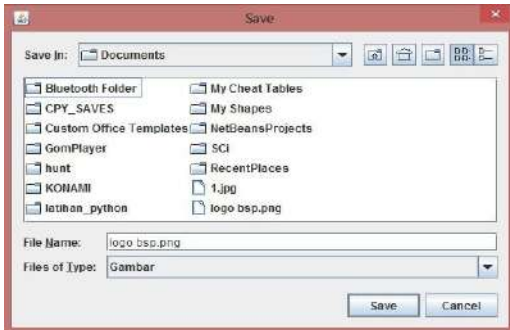 Save
Save In: Documents
Bluetooth Folder
CPY_SAVES
Custom Office Templates
GomPlayer
hunt
KONAMI
latihan_python
My Cheat Tables
My Shapes
NetBeansProjects
SCi
RecentPlaces
1.jpg
logo bsp.png
File Name: logo bsp.png
Files of Type: Gambar
Save Cancel